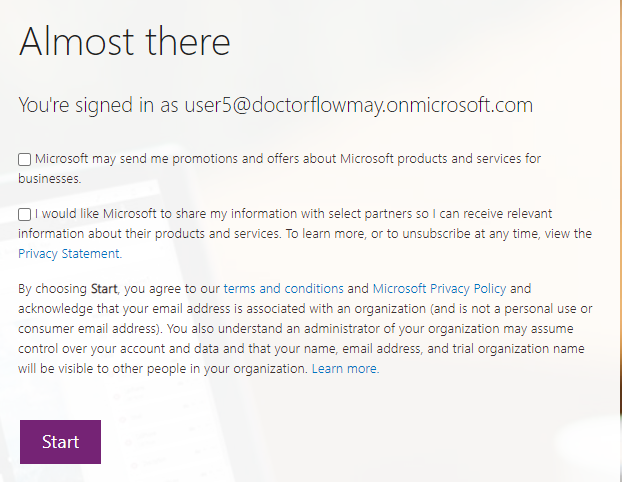 Almost there
You're signed in as user5@doctorflowmay.onmicrosoft.com
Microsoft may send me promotions and offers about Microsoft products and services for
businesses.
I would like Microsoft to share my information with select partners so I can receive relevant
information about their products and services. To learn more, or to unsubscribe at any time, view the
Privacy Statement.
By choosing Start, you agree to our terms and conditions and Microsoft Privacy Policy and
acknowledge that your email address is associated with an organization (and is not a personal use or
consumer email address). You also understand an administrator of your organization may assume
control over your account and data and that your name, email address, and trial organization name
will be visible to other people in your organization. Learn more.
Start